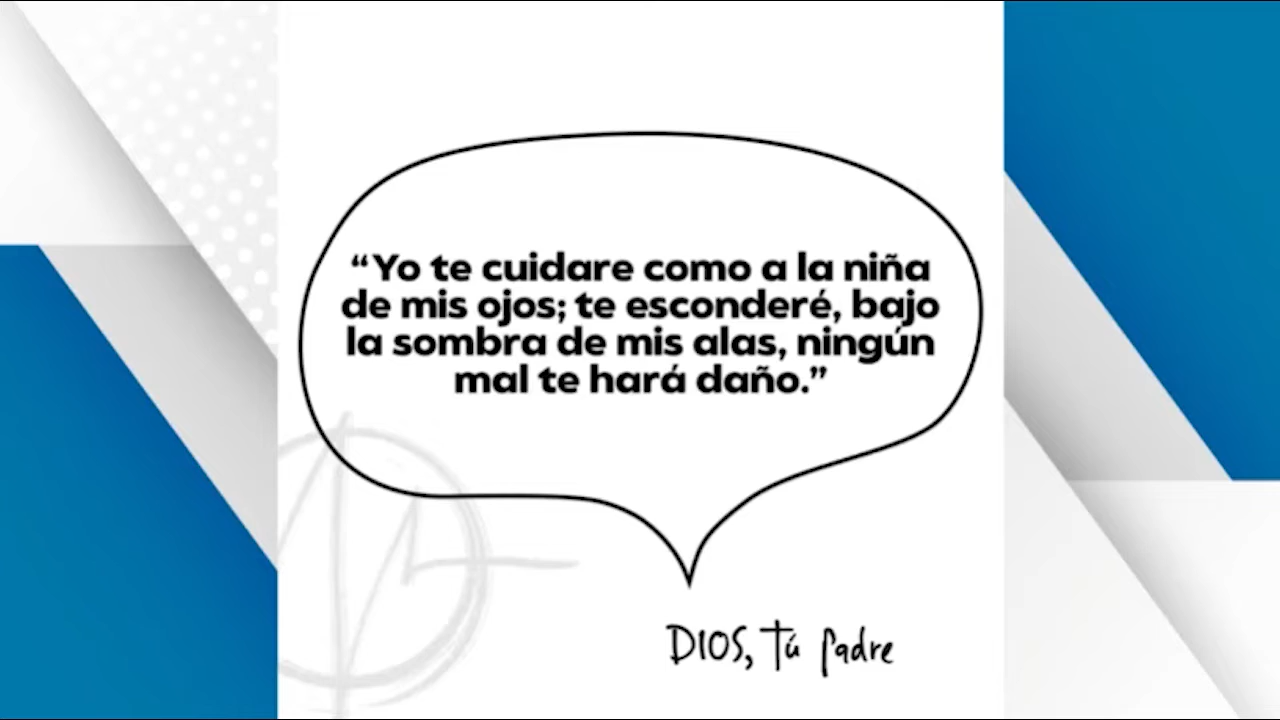 “Yo te cuidare como a la niña
de mis ojos; te esconderé, bajo
la sombra de mis alas, ningún
mal te hará daño.”
DIOS, tú Padre